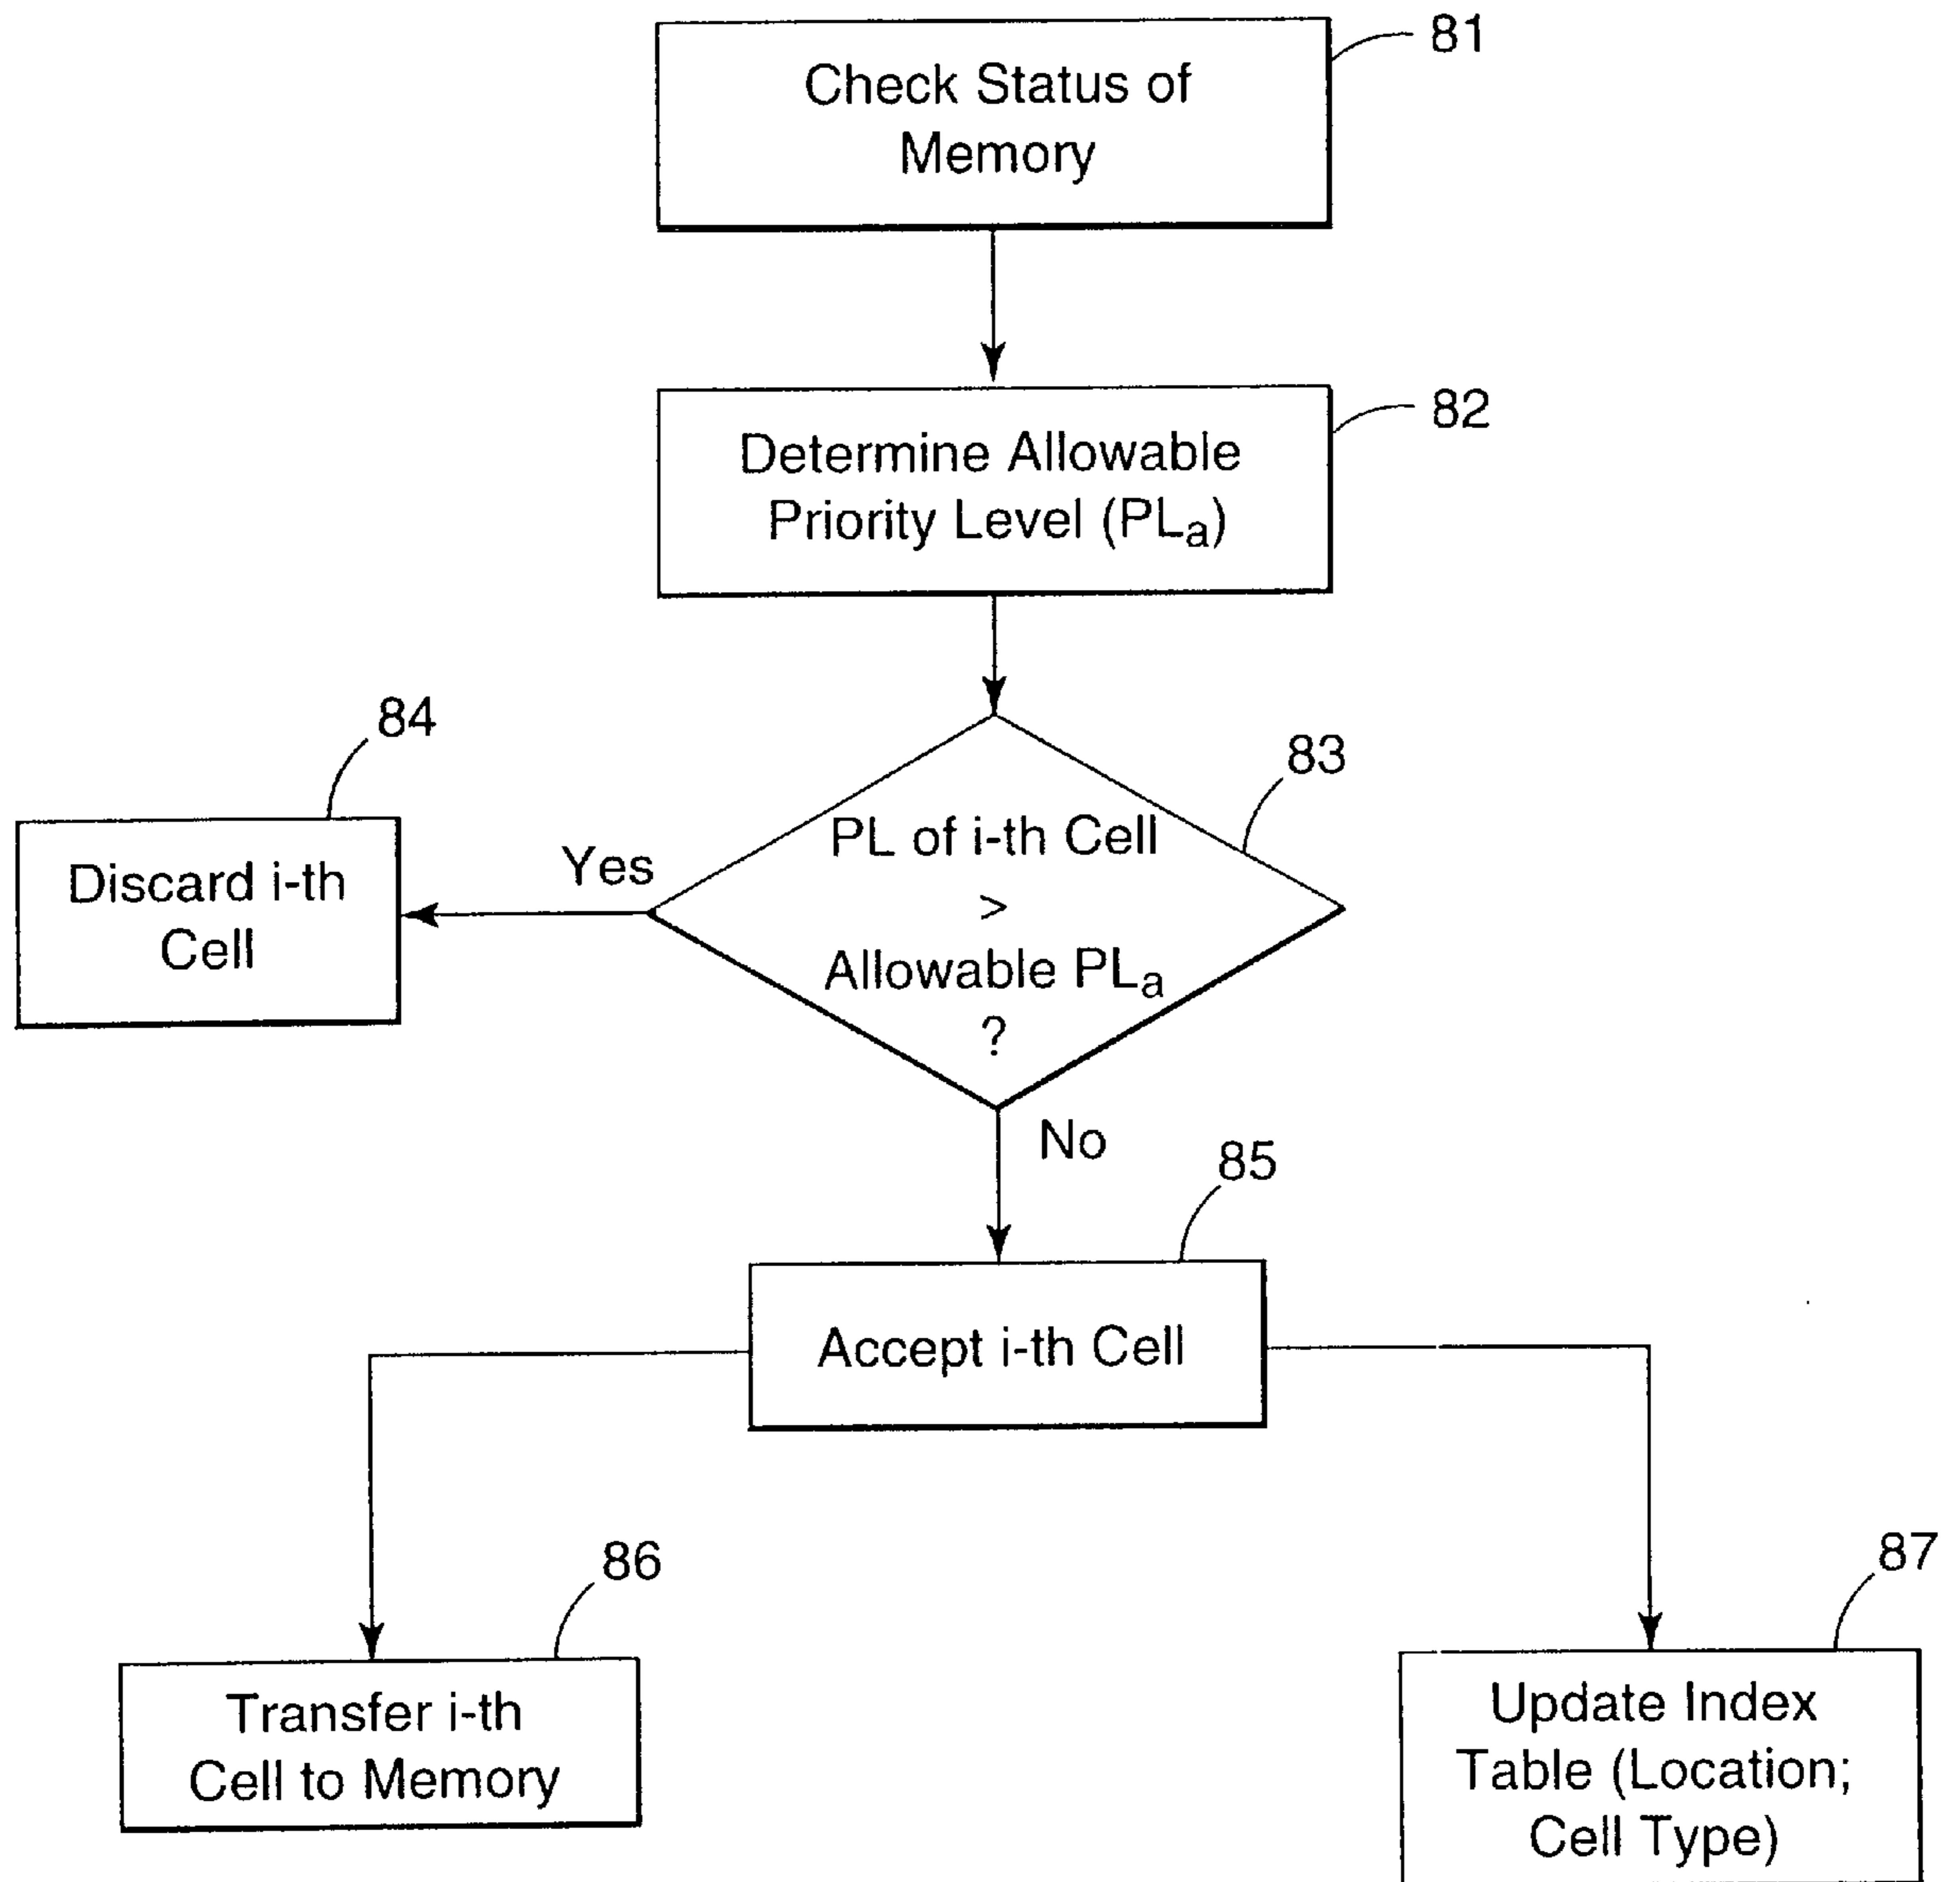 81
Check Status of
Memory
82
Determine Allowable
Priority Level (PLa)
84
83
Discard i-th
Cell
Yes
PL of i-th Cell
>
Allowable PLa
?
No
85
Accept i-th Cell
86
87
Transfer i-th
Cell to Memory
Update Index
Table (Location;
Cell Type)